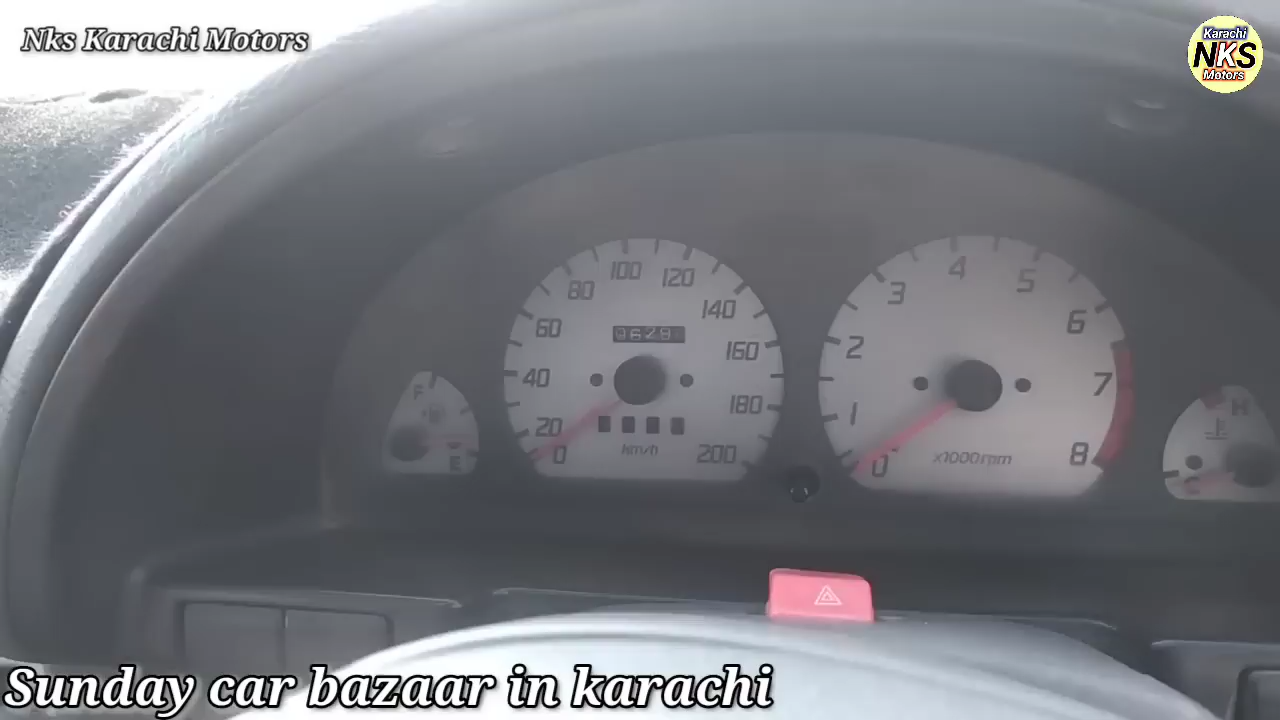 Nks Karachi Motors
Karachi
NKS
Motors
100
80
120
60
140
40
160
20
180
0
200
km/h
4
3
5
2
6
1
7
0
8
x1000rpm
F
E
H
C
Sunday car bazaar in karachi